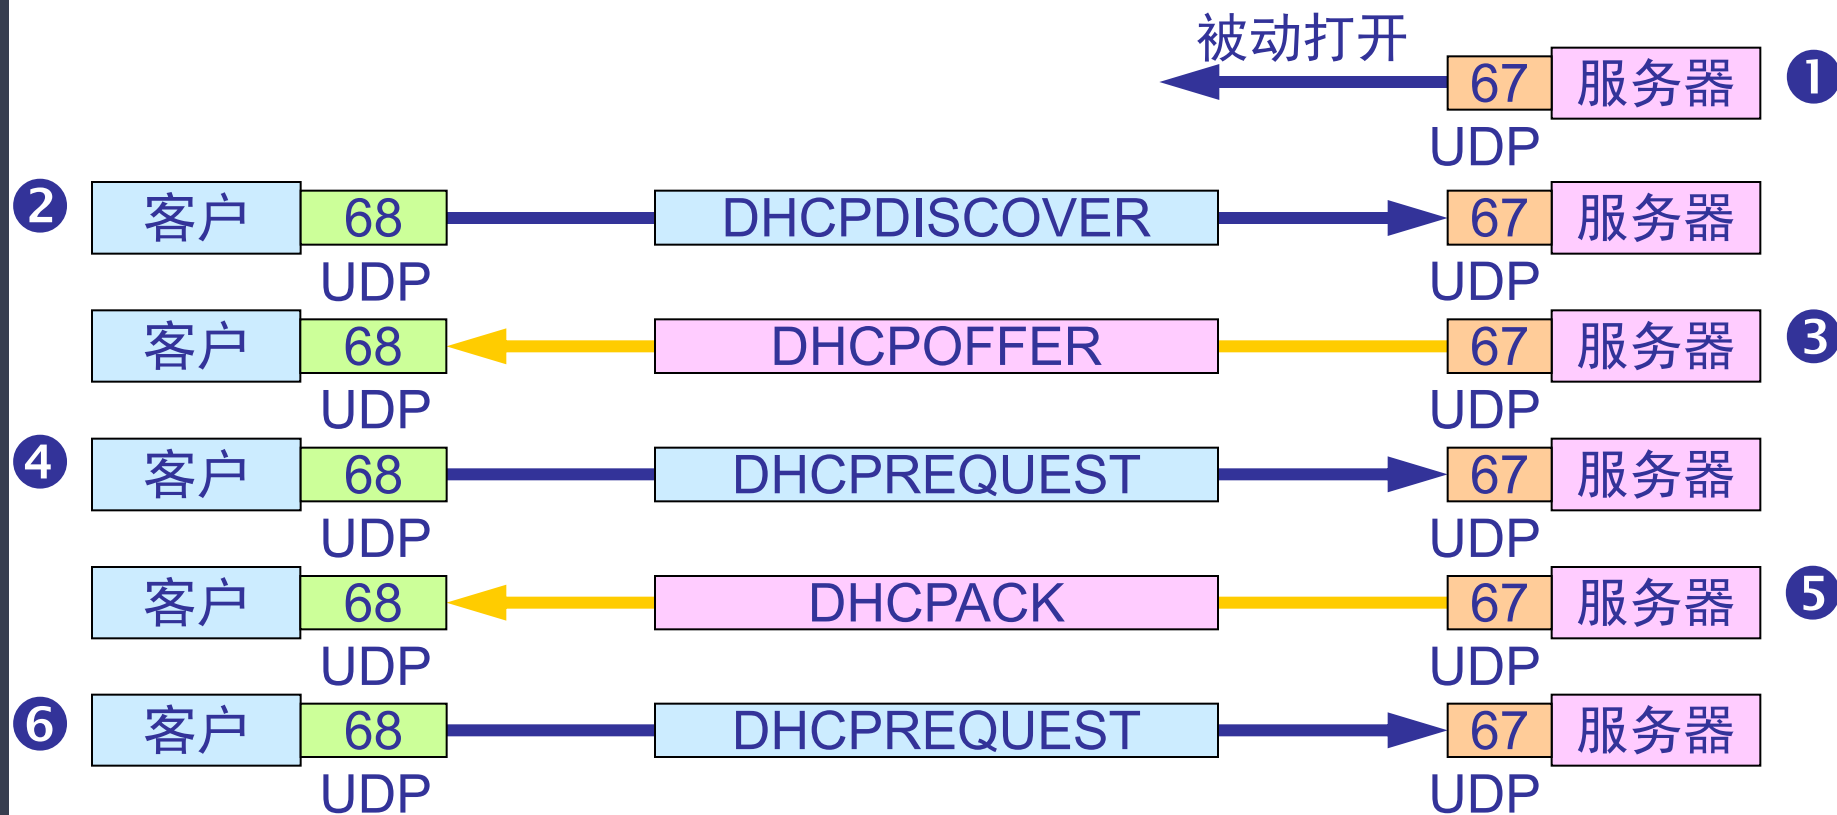 被动打开
67 服务器 ❶
UDP
❷ 客户 68 DHCPDISCOVER 67 服务器
UDP UDP
客户 68 DHCPOFFER 67 服务器 ❸
UDP UDP
❹ 客户 68 DHCPREQUEST 67 服务器
UDP UDP
客户 68 DHCPACK 67 服务器 ❺
UDP UDP
❻ 客户 68 DHCPREQUEST 67 服务器
UDP UDP